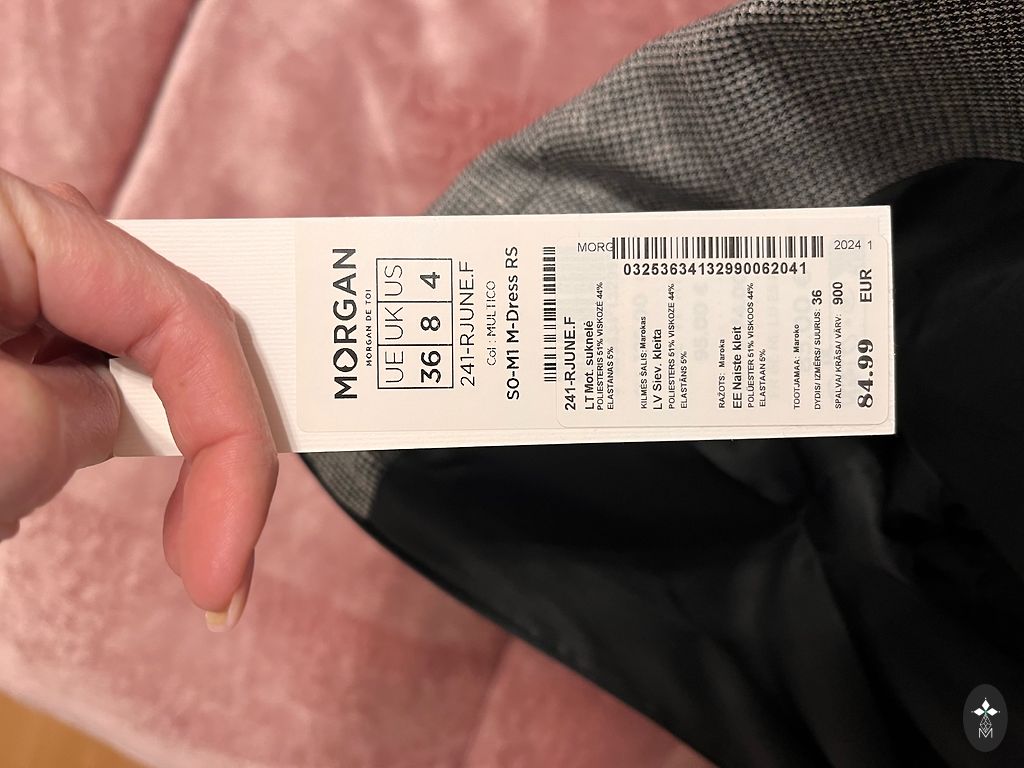 MORGAN
MORGAN DE TOI
UE UK US
36 8 4
241-RJUNE.F
Col : MULTICO
SO-M1 M-Dress RS
MORG
2024 1
03253634132990062041
241-RJUNE.F
LT Mot. suknelė
POLIESTERIS 51% VISKOZĖ 44%
ELASTANAS 5%
KILMĖS ŠALIS: Marokas
LV Siev. kleita
POLIESTERS 51% VISKOZE 44%
ELASTĀNS 5%
RAŽOTS: Maroka
EE Naiste kleit
POLÜESTER 51% VISKOOS 44%
ELASTAAN 5%
TOOTJAMAA: Maroko
DYDIS/ IZMĒRS/ SUURUS: 36
SPALVA/ KRĀSA/ VÄRV: 900
84.99 EUR
M